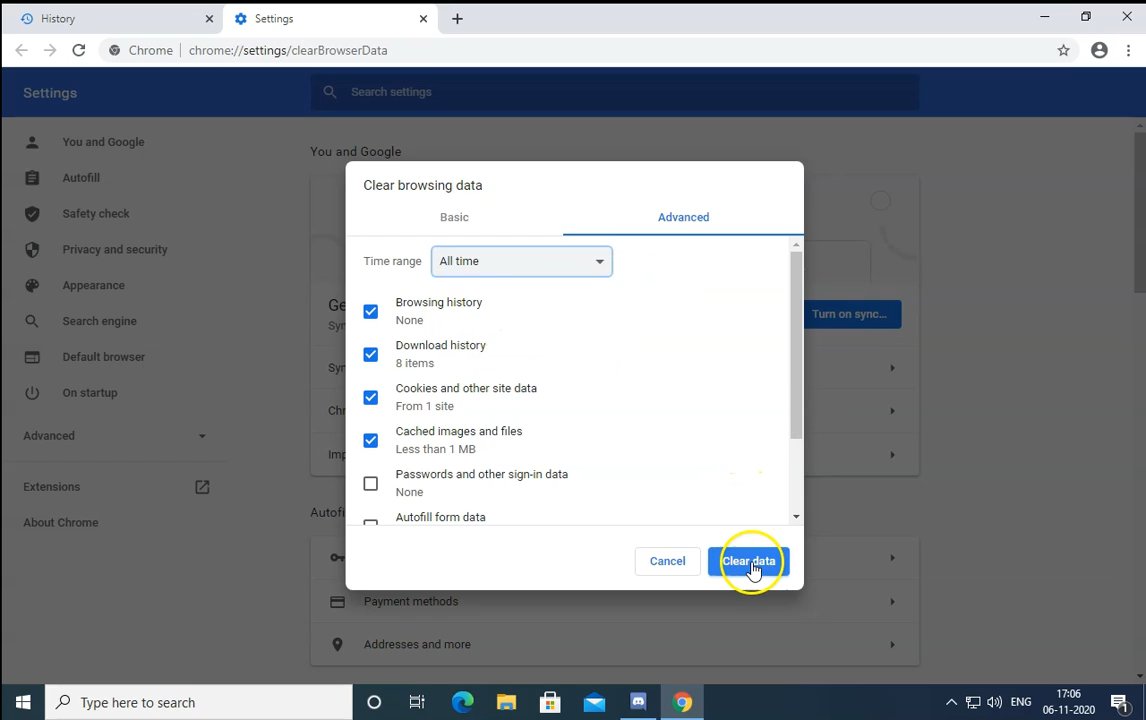 History
Settings
Chrome
chrome://settings/clearBrowserData
Settings
Search settings
You and Google
Autofill
Safety check
Privacy and security
Appearance
Search engine
Default browser
On startup
Advanced
Extensions
About Chrome
You and Google
Turn on sync...
Clear browsing data
Basic
Advanced
Time range
All time
Browsing history
None
Download history
8 items
Cookies and other site data
From 1 site
Cached images and files
Less than 1 MB
Passwords and other sign-in data
None
Autofill form data
Cancel
Clear data
Payment methods
Addresses and more
Type here to search
ENG
17:06
06-11-2020
1